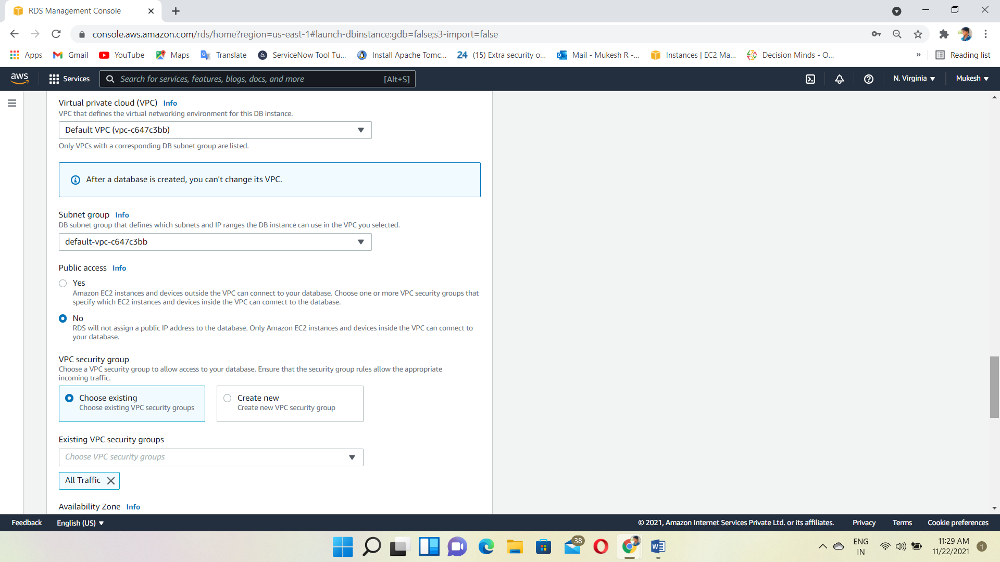 RDS Management Console
console.aws.amazon.com/rds/home?region=us-east-1#launch-dbinstance:gdb=false;s3-import=false
Apps Gmail YouTube Maps Translate ServiceNow Tool Tu... Install Apache Tomc... 24 (15) Extra security o... Mail - Mukesh R -... Instances | EC2 Ma... Decision Minds - O... » Reading list
aws Services Search for services, features, blogs, docs, and more [Alt+S] N. Virginia Mukesh
Virtual private cloud (VPC) Info
VPC that defines the virtual networking environment for this DB instance.
Default VPC (vpc-c647c3bb)
Only VPCs with a corresponding DB subnet group are listed.
After a database is created, you can't change its VPC.
Subnet group Info
DB subnet group that defines which subnets and IP ranges the DB instance can use in the VPC you selected.
default-vpc-c647c3bb
Public access Info
Yes
Amazon EC2 instances and devices outside the VPC can connect to your database. Choose one or more VPC security groups that
specify which EC2 instances and devices inside the VPC can connect to the database.
No
RDS will not assign a public IP address to the database. Only Amazon EC2 instances and devices inside the VPC can connect to
your database.
VPC security group
Choose a VPC security group to allow access to your database. Ensure that the security group rules allow the appropriate
incoming traffic.
Choose existing
Choose existing VPC security groups
Create new
Create new VPC security group
Existing VPC security groups
Choose VPC security groups
All Traffic
Availability Zone Info
Feedback English (US) © 2021, Amazon Internet Services Private Ltd. or its affiliates. Privacy Terms Cookie preferences
38
ENG
IN
11:29 AM
11/22/2021
1